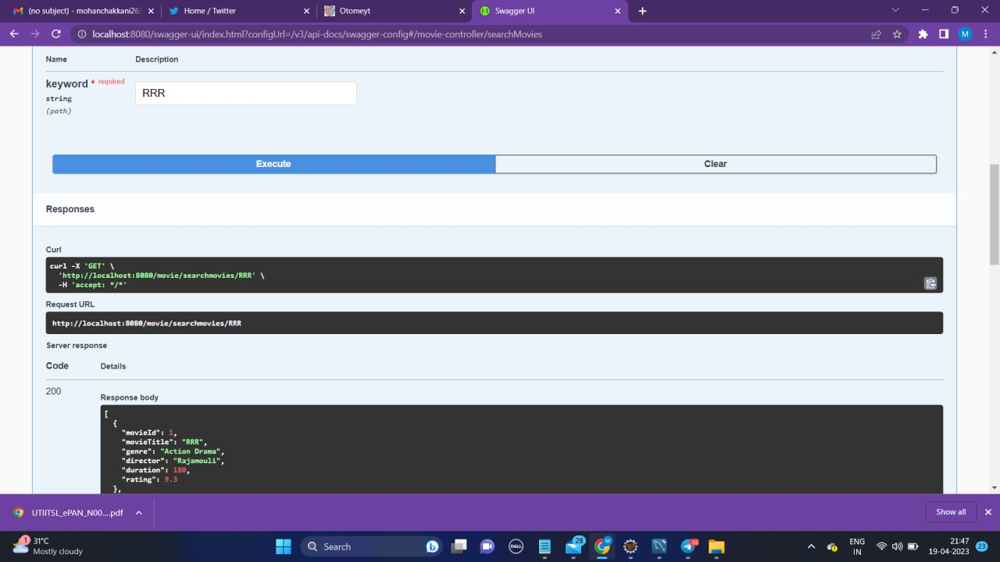 (no subject) - mohanchakkani263
Home / Twitter
Otomeyt
Swagger UI
localhost:8080/swagger-ui/index.html?configUrl=/v3/api-docs/swagger-config#/movie-controller/searchMovies
M
Name Description
keyword * required
string
(path)
RRR
Execute Clear
Responses
Curl
curl -X 'GET' \
'http://localhost:8080/movie/searchmovies/RRR' \
-H 'accept: */*'
Request URL
http://localhost:8080/movie/searchmovies/RRR
Server response
Code Details
200
Response body
[
{
"movieId": 1,
"movieTitle": "RRR",
"genre": "Action Drama",
"director": "Rajamouli",
"duration": 180,
"rating": 9.3
},
UTIITSL_ePAN_N00....pdf
Show all
1
31°C
Mostly cloudy
Search
DELL
28
M
66
ENG
IN
21:47
19-04-2023
23